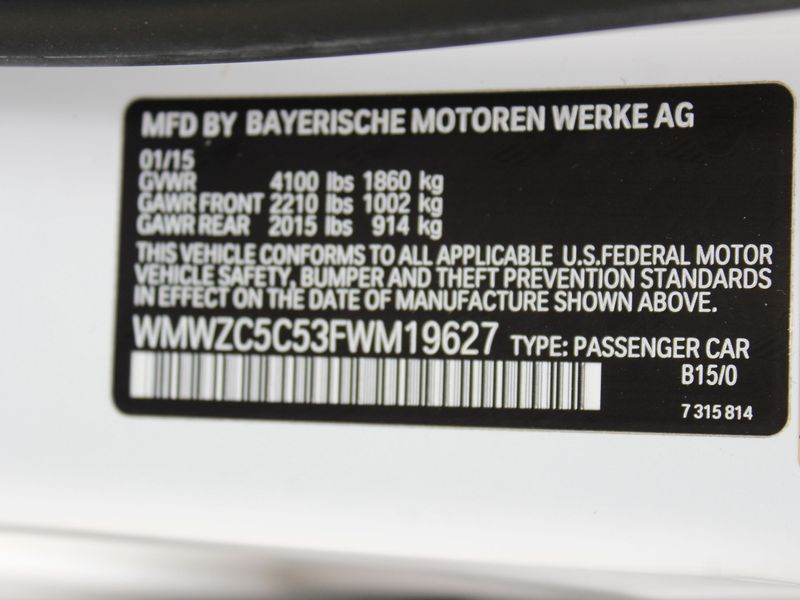 MFD BY BAYERISCHE MOTOREN WERKE AG
01/15
GVWR 4100 lbs 1860 kg
GAWR FRONT 2210 lbs 1002 kg
GAWR REAR 2015 lbs 914 kg
THIS VEHICLE CONFORMS TO ALL APPLICABLE U.S.FEDERAL MOTOR
VEHICLE SAFETY, BUMPER AND THEFT PREVENTION STANDARDS
IN EFFECT ON THE DATE OF MANUFACTURE SHOWN ABOVE.
WMWZC5C53FWM19627 TYPE: PASSENGER CAR
B15/0
7 315 814